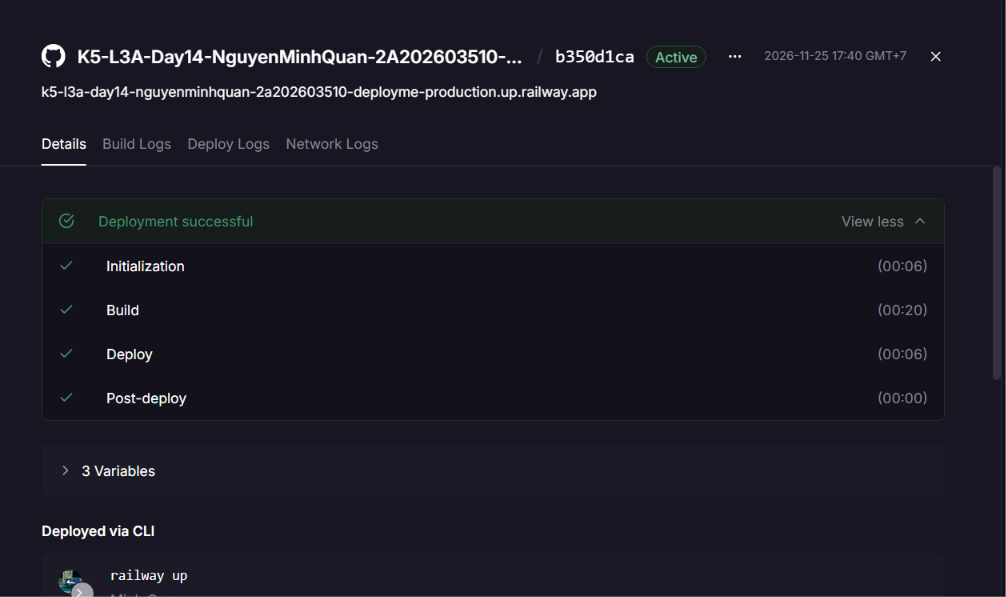 K5-L3A-Day14-NguyenMinhQuan-2A202603510-... / b350d1ca Active ... 2026-11-25 17:40 GMT+7
k5-l3a-day14-nguyenminhquan-2a202603510-deployme-production.up.railway.app
Details Build Logs Deploy Logs Network Logs
Deployment successful View less
Initialization (00:06)
Build (00:20)
Deploy (00:06)
Post-deploy (00:00)
3 Variables
Deployed via CLI
railway up